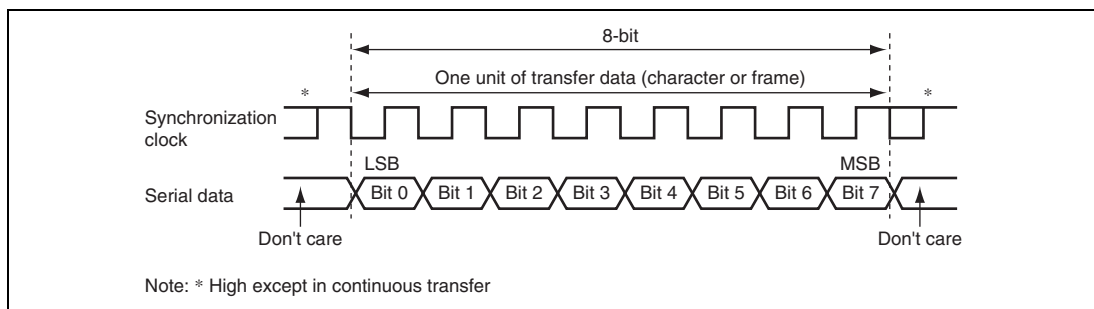 8-bit
One unit of transfer data (character or frame)
* *
Synchronization
clock
LSB MSB
Serial data Bit 0 Bit 1 Bit 2 Bit 3 Bit 4 Bit 5 Bit 6 Bit 7
Don't care Don't care
Note: * High except in continuous transfer